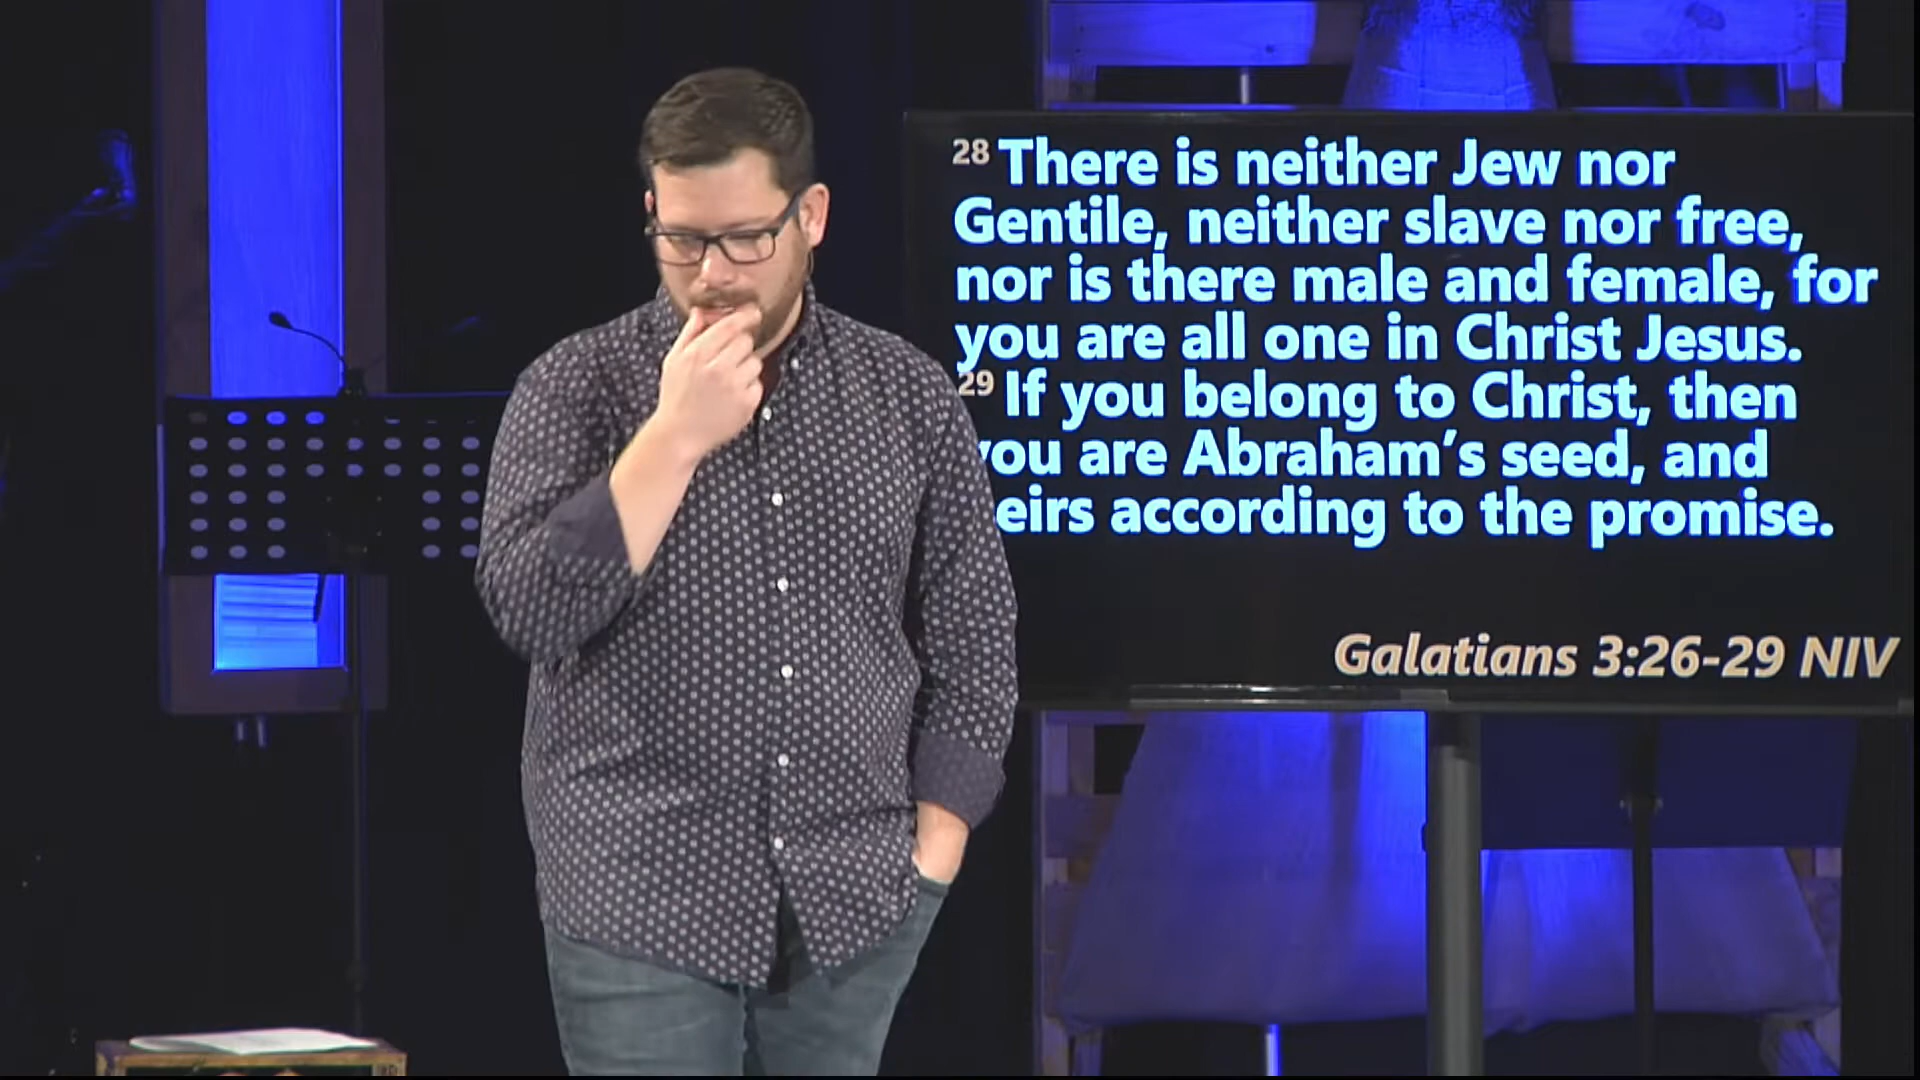 28 There is neither Jew nor
Gentile, neither slave nor free,
nor is there male and female, for
you are all one in Christ Jesus.
29 If you belong to Christ, then
you are Abraham’s seed, and
eirs according to the promise.
Galatians 3:26-29 NIV